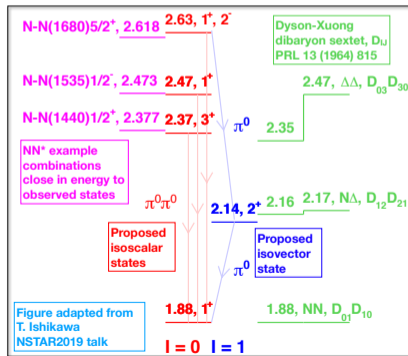 N-N(1680)5/2⁺, 2.618
2.63, 1⁺, 2⁻
Dyson-Xuong
dibaryon sextet, D_IJ
PRL 13 (1964) 815
N-N(1535)1/2⁻, 2.473
2.47, 1⁺
2.47, ΔΔ, D₀₃D₃₀
N-N(1440)1/2⁺, 2.377
2.37, 3⁺
π⁰
2.35
NN* example
combinations
close in energy to
observed states
π⁰π⁰
2.14, 2⁺
2.16
2.17, NΔ, D₁₂D₂₁
Proposed
isoscalar
states
Proposed
isovector
state
π⁰
Figure adapted from
T. Ishikawa
NSTAR2019 talk
1.88, 1⁺
1.88, NN, D₀₁D₁₀
I = 0
I = 1